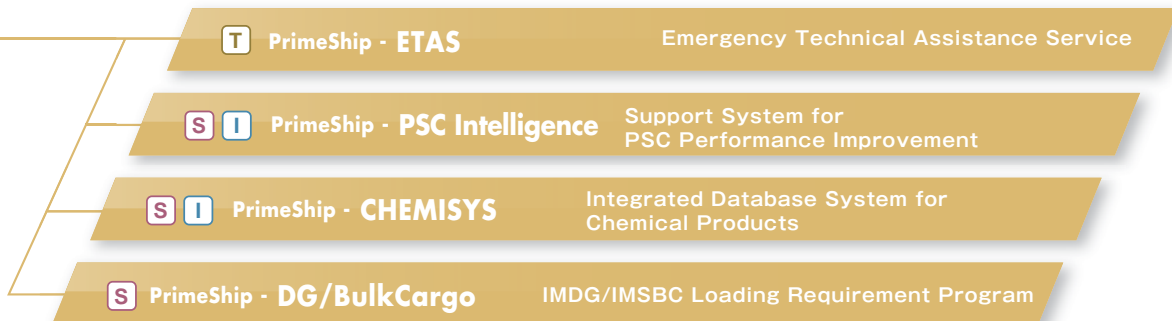 T PrimeShip - ETAS Emergency Technical Assistance Service
S I PrimeShip - PSC Intelligence Support System for
PSC Performance Improvement
S I PrimeShip - CHEMISYS Integrated Database System for
Chemical Products
S PrimeShip - DG/BulkCargo IMDG/IMSBC Loading Requirement Program